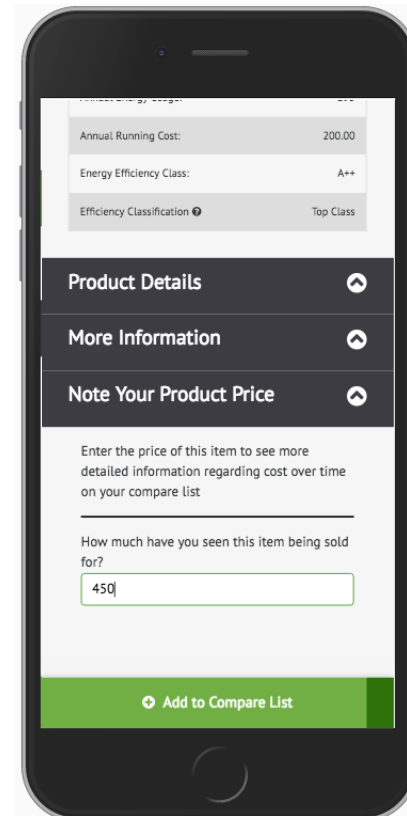 Annual Running Cost: 200.00
Energy Efficiency Class: A++
Efficiency Classification Top Class
Product Details
More Information
Note Your Product Price
Enter the price of this item to see more
detailed information regarding cost over time
on your compare list
How much have you seen this item being sold
for?
450
Add to Compare List